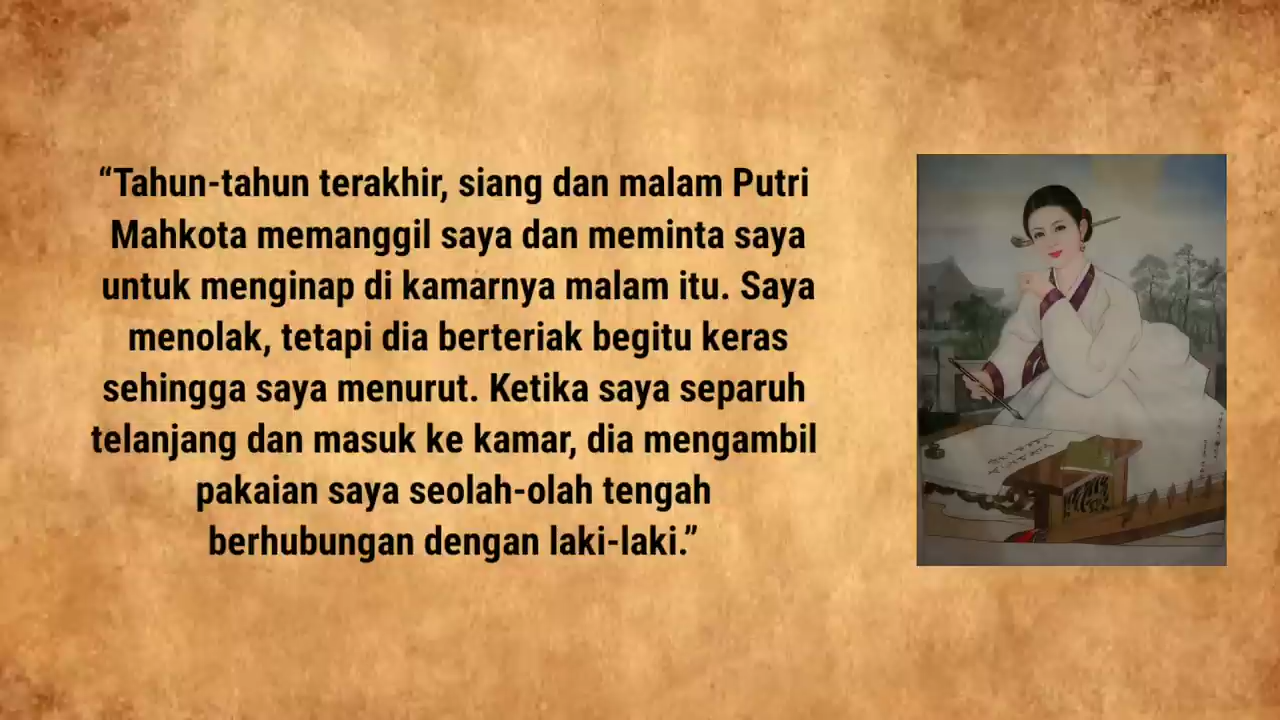 “Tahun-tahun terakhir, siang dan malam Putri
Mahkota memanggil saya dan meminta saya
untuk menginap di kamarnya malam itu. Saya
menolak, tetapi dia berteriak begitu keras
sehingga saya menurut. Ketika saya separuh
telanjang dan masuk ke kamar, dia mengambil
pakaian saya seolah-olah tengah
berhubungan dengan laki-laki.”